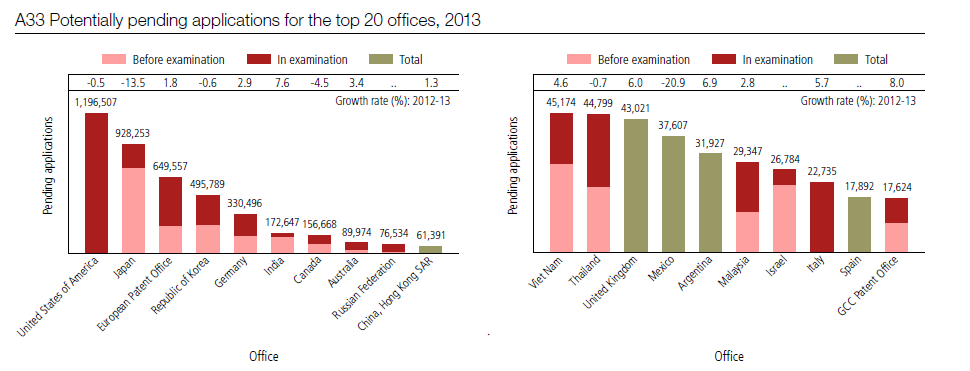 A33 Potentially pending applications for the top 20 offices, 2013
Before examination In examination Total
-0.5 -13.5 1.8 -0.6 2.9 7.6 -4.5 3.4 .. 1.3
Growth rate (%): 2012-13
1,196,507
928,253
649,557
495,789
330,496
172,647 156,668 89,974 76,534 61,391
Pending applications
United States of America
Japan
European Patent Office
Republic of Korea
Germany
India
Canada
Australia
Russian Federation
China, Hong Kong SAR
Office
Before examination In examination Total
4.6 -0.7 6.0 -20.9 6.9 2.8 .. 5.7 .. 8.0
Growth rate (%): 2012-13
45,174 44,799 43,021
37,607
31,927
29,347
26,784
22,735
17,892 17,624
Pending applications
Viet Nam
Thailand
United Kingdom
Mexico
Argentina
Malaysia
Israel
Italy
Spain
GCC Patent Office
Office